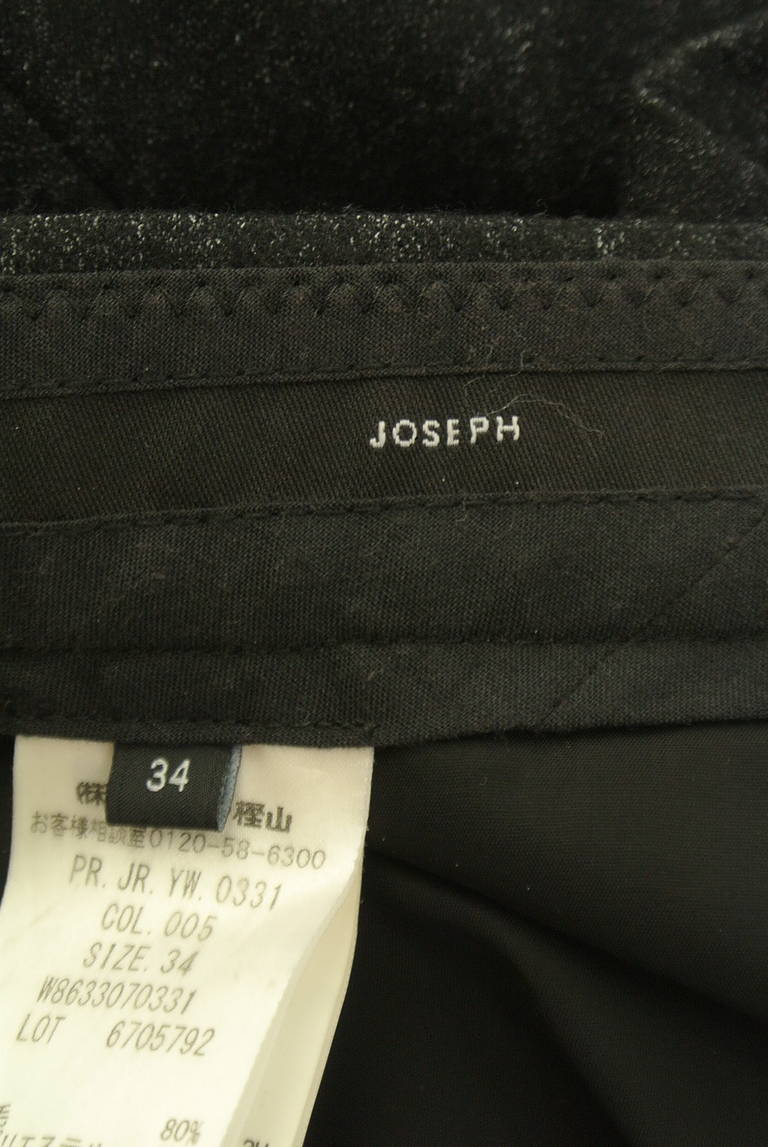 JOSEPH
34
(株 樫山
お客様相談室0120-58-6300
PR. JR. YW. 0331
COL. 005
SIZE. 34
W8633070331
LOT 6705792
80%